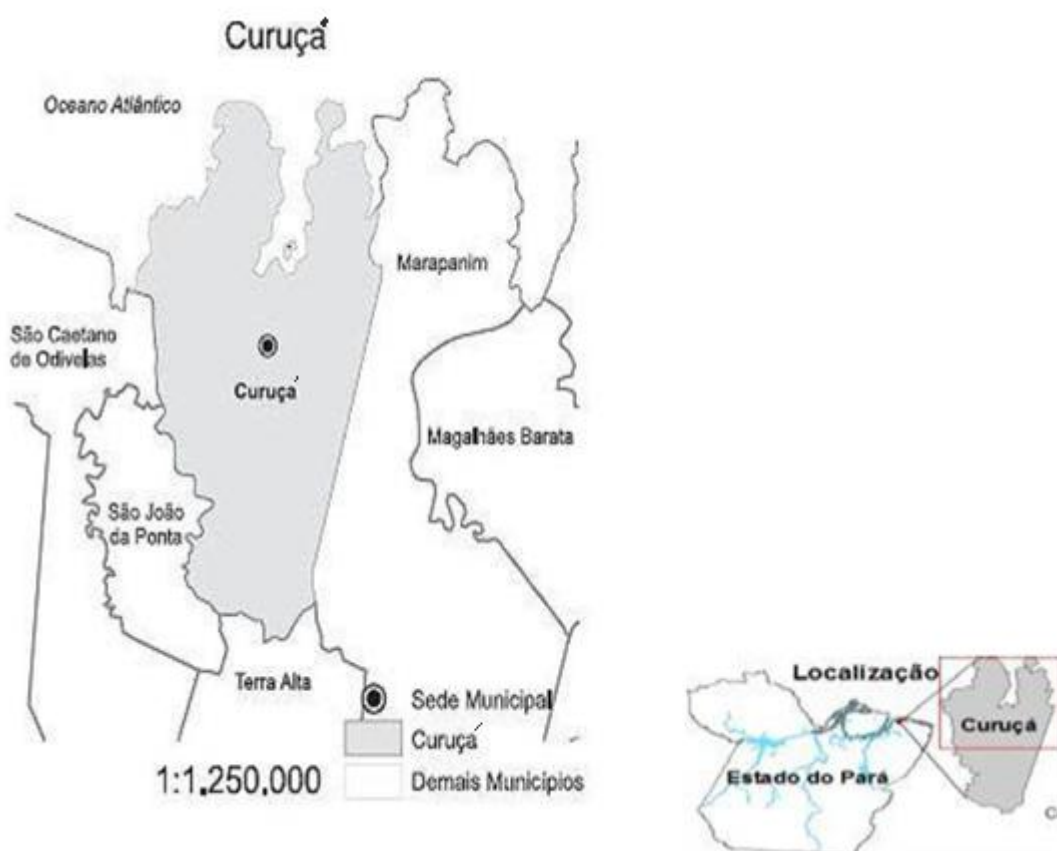 Curuçá
Oceano Atlântico
Marapanim
São Caetano
de Odivelas
Curuçá
Magalhães Barata
São João
da Ponta
Terra Alta
Sede Municipal
Curuçá
Demais Municípios
1:1.250,000
Localização
Curuçá
Estado do Pará
C